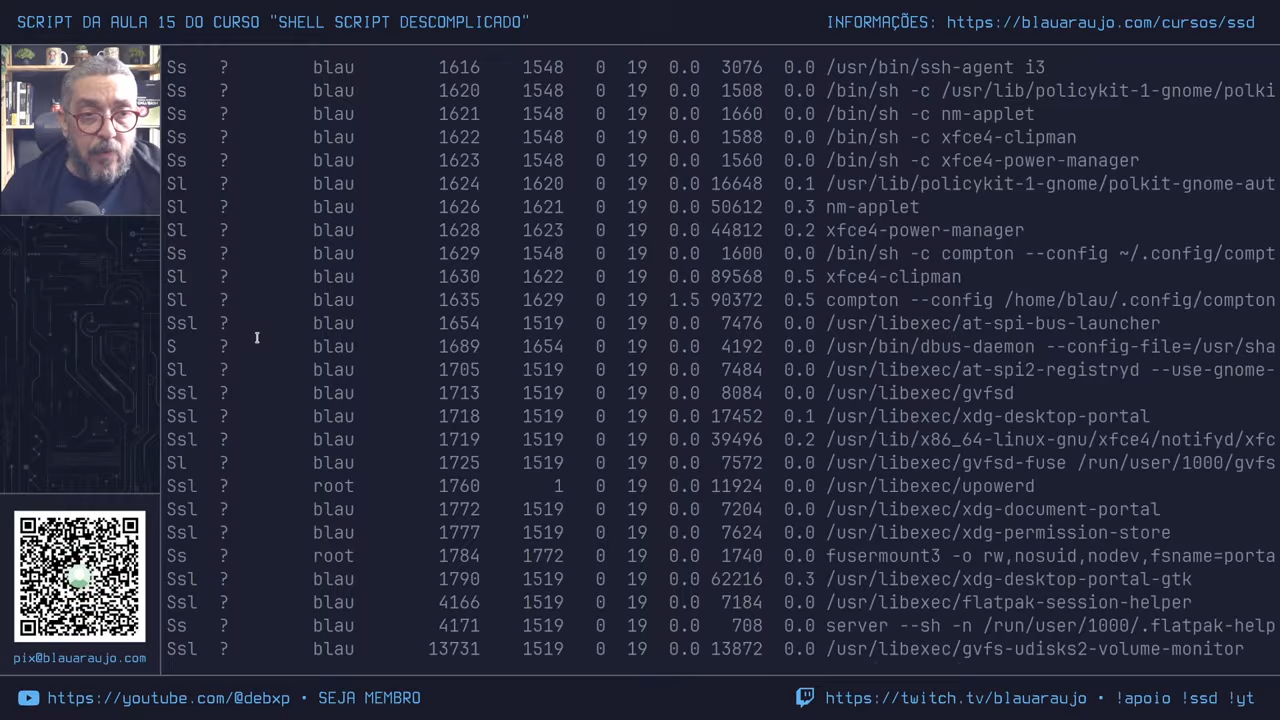 SCRIPT DA AULA 15 DO CURSO "SHELL SCRIPT DESCOMPLICADO"
INFORMAÇÕES: https://blauaraujo.com/cursos/ssd
Ss ? blau 1616 1548 0 19 0.0 3076 0.0 /usr/bin/ssh-agent i3
Ss ? blau 1620 1548 0 19 0.0 1508 0.0 /bin/sh -c /usr/lib/policykit-1-gnome/polki
Ss ? blau 1621 1548 0 19 0.0 1660 0.0 /bin/sh -c nm-applet
Ss ? blau 1622 1548 0 19 0.0 1588 0.0 /bin/sh -c xfce4-clipman
Ss ? blau 1623 1548 0 19 0.0 1560 0.0 /bin/sh -c xfce4-power-manager
Sl ? blau 1624 1620 0 19 0.0 16648 0.1 /usr/lib/policykit-1-gnome/polkit-gnome-aut
Sl ? blau 1626 1621 0 19 0.0 50612 0.3 nm-applet
Sl ? blau 1628 1623 0 19 0.0 44812 0.2 xfce4-power-manager
Ss ? blau 1629 1548 0 19 0.0 1600 0.0 /bin/sh -c compton --config ~/.config/compt
Sl ? blau 1630 1622 0 19 0.0 89568 0.5 xfce4-clipman
Sl ? blau 1635 1629 0 19 1.5 90372 0.5 compton --config /home/blau/.config/compton
Ssl ? blau 1654 1519 0 19 0.0 7476 0.0 /usr/libexec/at-spi-bus-launcher
S ? blau 1689 1654 0 19 0.0 4192 0.0 /usr/bin/dbus-daemon --config-file=/usr/sha
Sl ? blau 1705 1519 0 19 0.0 7484 0.0 /usr/libexec/at-spi2-registryd --use-gnome-
Ssl ? blau 1713 1519 0 19 0.0 8084 0.0 /usr/libexec/gvfsd
Ssl ? blau 1718 1519 0 19 0.0 17452 0.1 /usr/libexec/xdg-desktop-portal
Ssl ? blau 1719 1519 0 19 0.0 39496 0.2 /usr/lib/x86_64-linux-gnu/xfce4/notifyd/xfc
Sl ? blau 1725 1519 0 19 0.0 7572 0.0 /usr/libexec/gvfsd-fuse /run/user/1000/gvfs
Ssl ? root 1760 1 0 19 0.0 11924 0.0 /usr/libexec/upowerd
Ssl ? blau 1772 1519 0 19 0.0 7204 0.0 /usr/libexec/xdg-document-portal
Ssl ? blau 1777 1519 0 19 0.0 7624 0.0 /usr/libexec/xdg-permission-store
Ss ? root 1784 1772 0 19 0.0 1740 0.0 fusermount3 -o rw,nosuid,nodev,fsname=porta
Ssl ? blau 1790 1519 0 19 0.0 62216 0.3 /usr/libexec/xdg-desktop-portal-gtk
Ssl ? blau 4166 1519 0 19 0.0 7184 0.0 /usr/libexec/flatpak-session-helper
Ss ? blau 4171 1519 0 19 0.0 708 0.0 server --sh -n /run/user/1000/.flatpak-help
Ssl ? blau 13731 1519 0 19 0.0 13872 0.0 /usr/libexec/gvfs-udisks2-volume-monitor
pix@blauaraujo.com
https://youtube.com/@debxp • SEJA MEMBRO
https://twitch.tv/blauaraujo • !apoio !ssd !yt